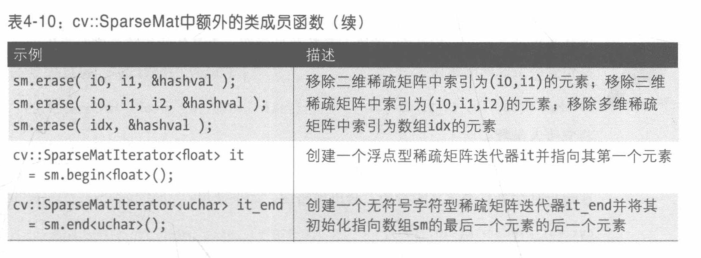 表4-10：cv::SparseMat中额外的类成员函数（续）
示例 描述
sm.erase( i0, i1, &hashval ); 移除二维稀疏矩阵中索引为(i0,i1)的元素；移除三维
sm.erase( i0, i1, i2, &hashval ); 稀疏矩阵中索引为(i0,i1,i2)的元素；移除多维稀疏
sm.erase( idx, &hashval ); 矩阵中索引为数组idx的元素
cv::SparseMatIterator<float> it 创建一个浮点型稀疏矩阵迭代器it并指向其第一个元素
= sm.begin<float>();
cv::SparseMatIterator<uchar> it_end 创建一个无符号字符型稀疏矩阵迭代器it_end并将其
= sm.end<uchar>(); 初始化指向数组sm的最后一个元素的后一个元素